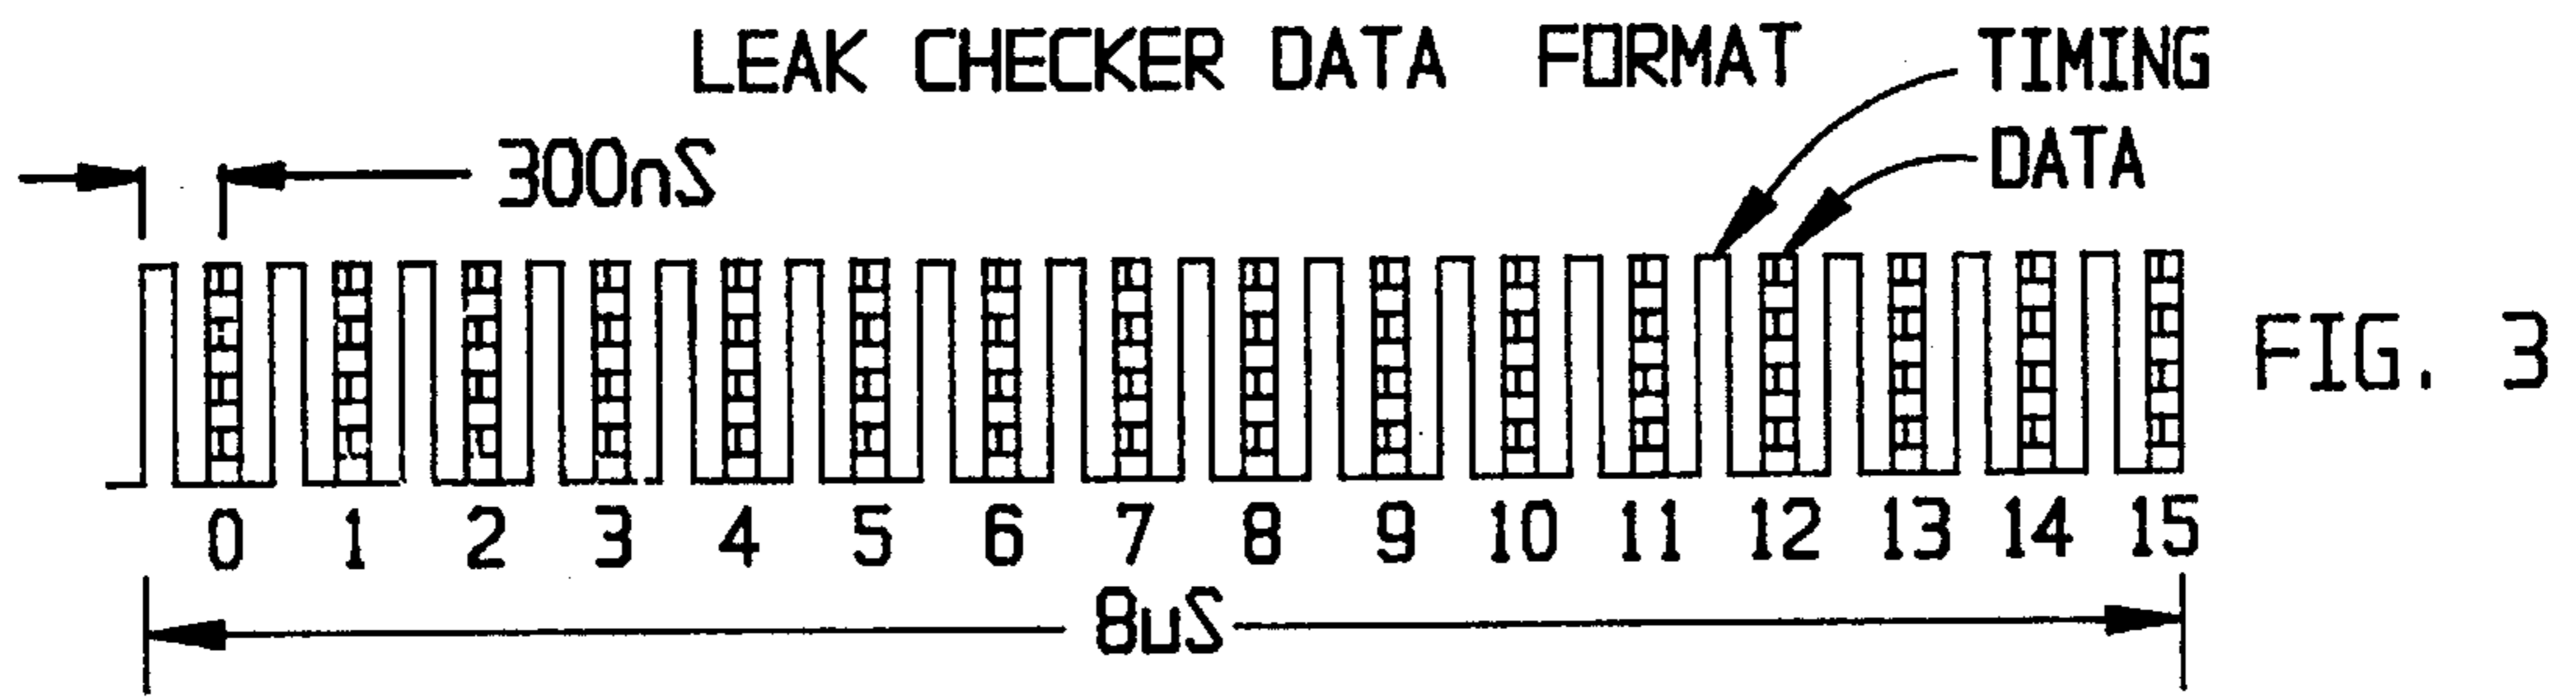 LEAK CHECKER DATA FORMAT
TIMING
DATA
300nS
0 1 2 3 4 5 6 7 8 9 10 11 12 13 14 15
8uS
FIG. 3